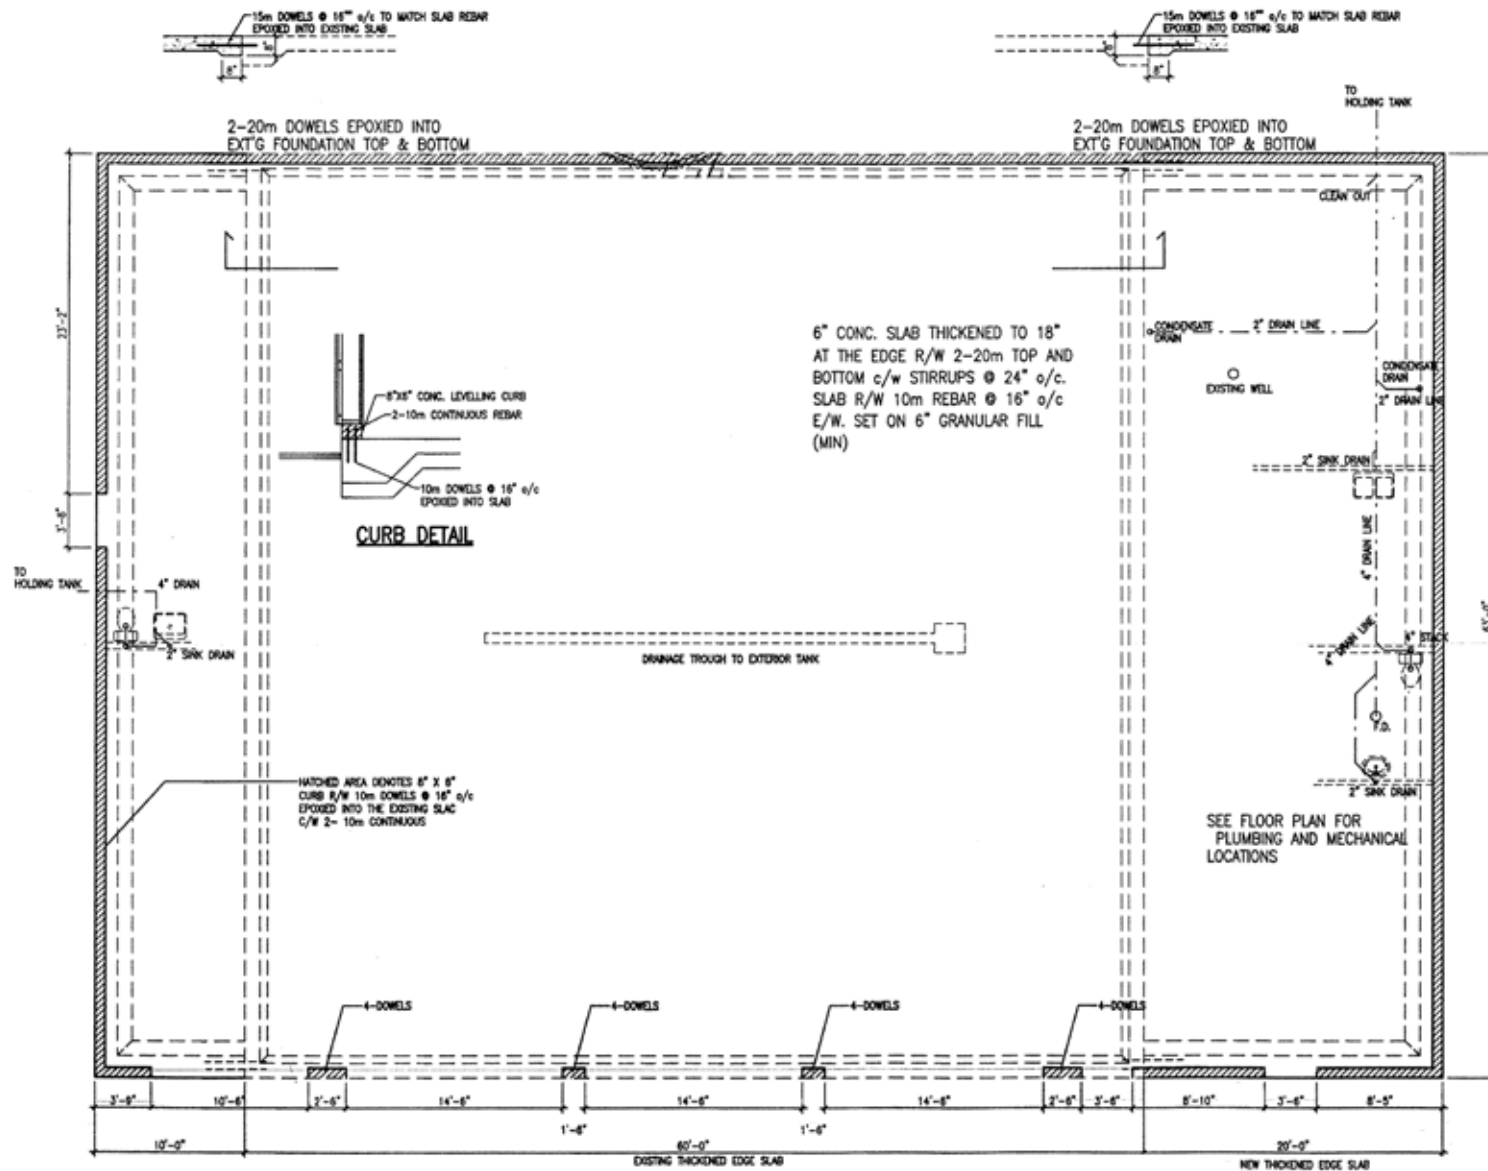 15m DOWELS @ 16" o/c TO MATCH SLAB REBAR
EPOXIED INTO EXISTING SLAB
8"
15m DOWELS @ 16" o/c TO MATCH SLAB REBAR
EPOXIED INTO EXISTING SLAB
8"
TO
HOLDING TANK
2-20m DOWELS EPOXIED INTO
EXT'G FOUNDATION TOP & BOTTOM
2-20m DOWELS EPOXIED INTO
EXT'G FOUNDATION TOP & BOTTOM
CLEAN OUT
23'-2"
6" CONC. SLAB THICKENED TO 18"
AT THE EDGE R/W 2-20m TOP AND
BOTTOM c/w STIRRUPS @ 24" o/c.
SLAB R/W 10m REBAR @ 16" o/c
E/W. SET ON 6" GRANULAR FILL
(MIN)
CONDENSATE
DRAIN
2" DRAIN LINE
CONDENSATE
DRAIN
2" DRAIN LINE
EXISTING WELL
8"X6" CONC. LEVELLING CURB
2-10m CONTINUOUS REBAR
10m DOWELS @ 16" o/c
EPOXIED INTO SLAB
CURB DETAIL
2" SINK DRAIN
3'-6"
4" DRAIN LINE
TO
HOLDING TANK
4" DRAIN
2" SINK DRAIN
DRAINAGE TROUGH TO EXTERIOR TANK
4" DRAIN LINE
4" STACK
F.D.
2" SINK DRAIN
HATCHED AREA DENOTES 8" X 6"
CURB R/W 10m DOWELS @ 16" o/c
EPOXIED INTO THE EXISTING SLAC
C/W 2- 10m CONTINUOUS
SEE FLOOR PLAN FOR
PLUMBING AND MECHANICAL
LOCATIONS
4-DOWELS
4-DOWELS
4-DOWELS
4-DOWELS
3'-9"
10'-6"
2'-6"
14'-6"
14'-6"
14'-6"
2'-6"
3'-6"
8'-10"
3'-6"
8'-5"
1'-6"
1'-6"
10'-0"
60'-0"
20'-0"
EXISTING THICKENED EDGE SLAB
NEW THICKENED EDGE SLAB